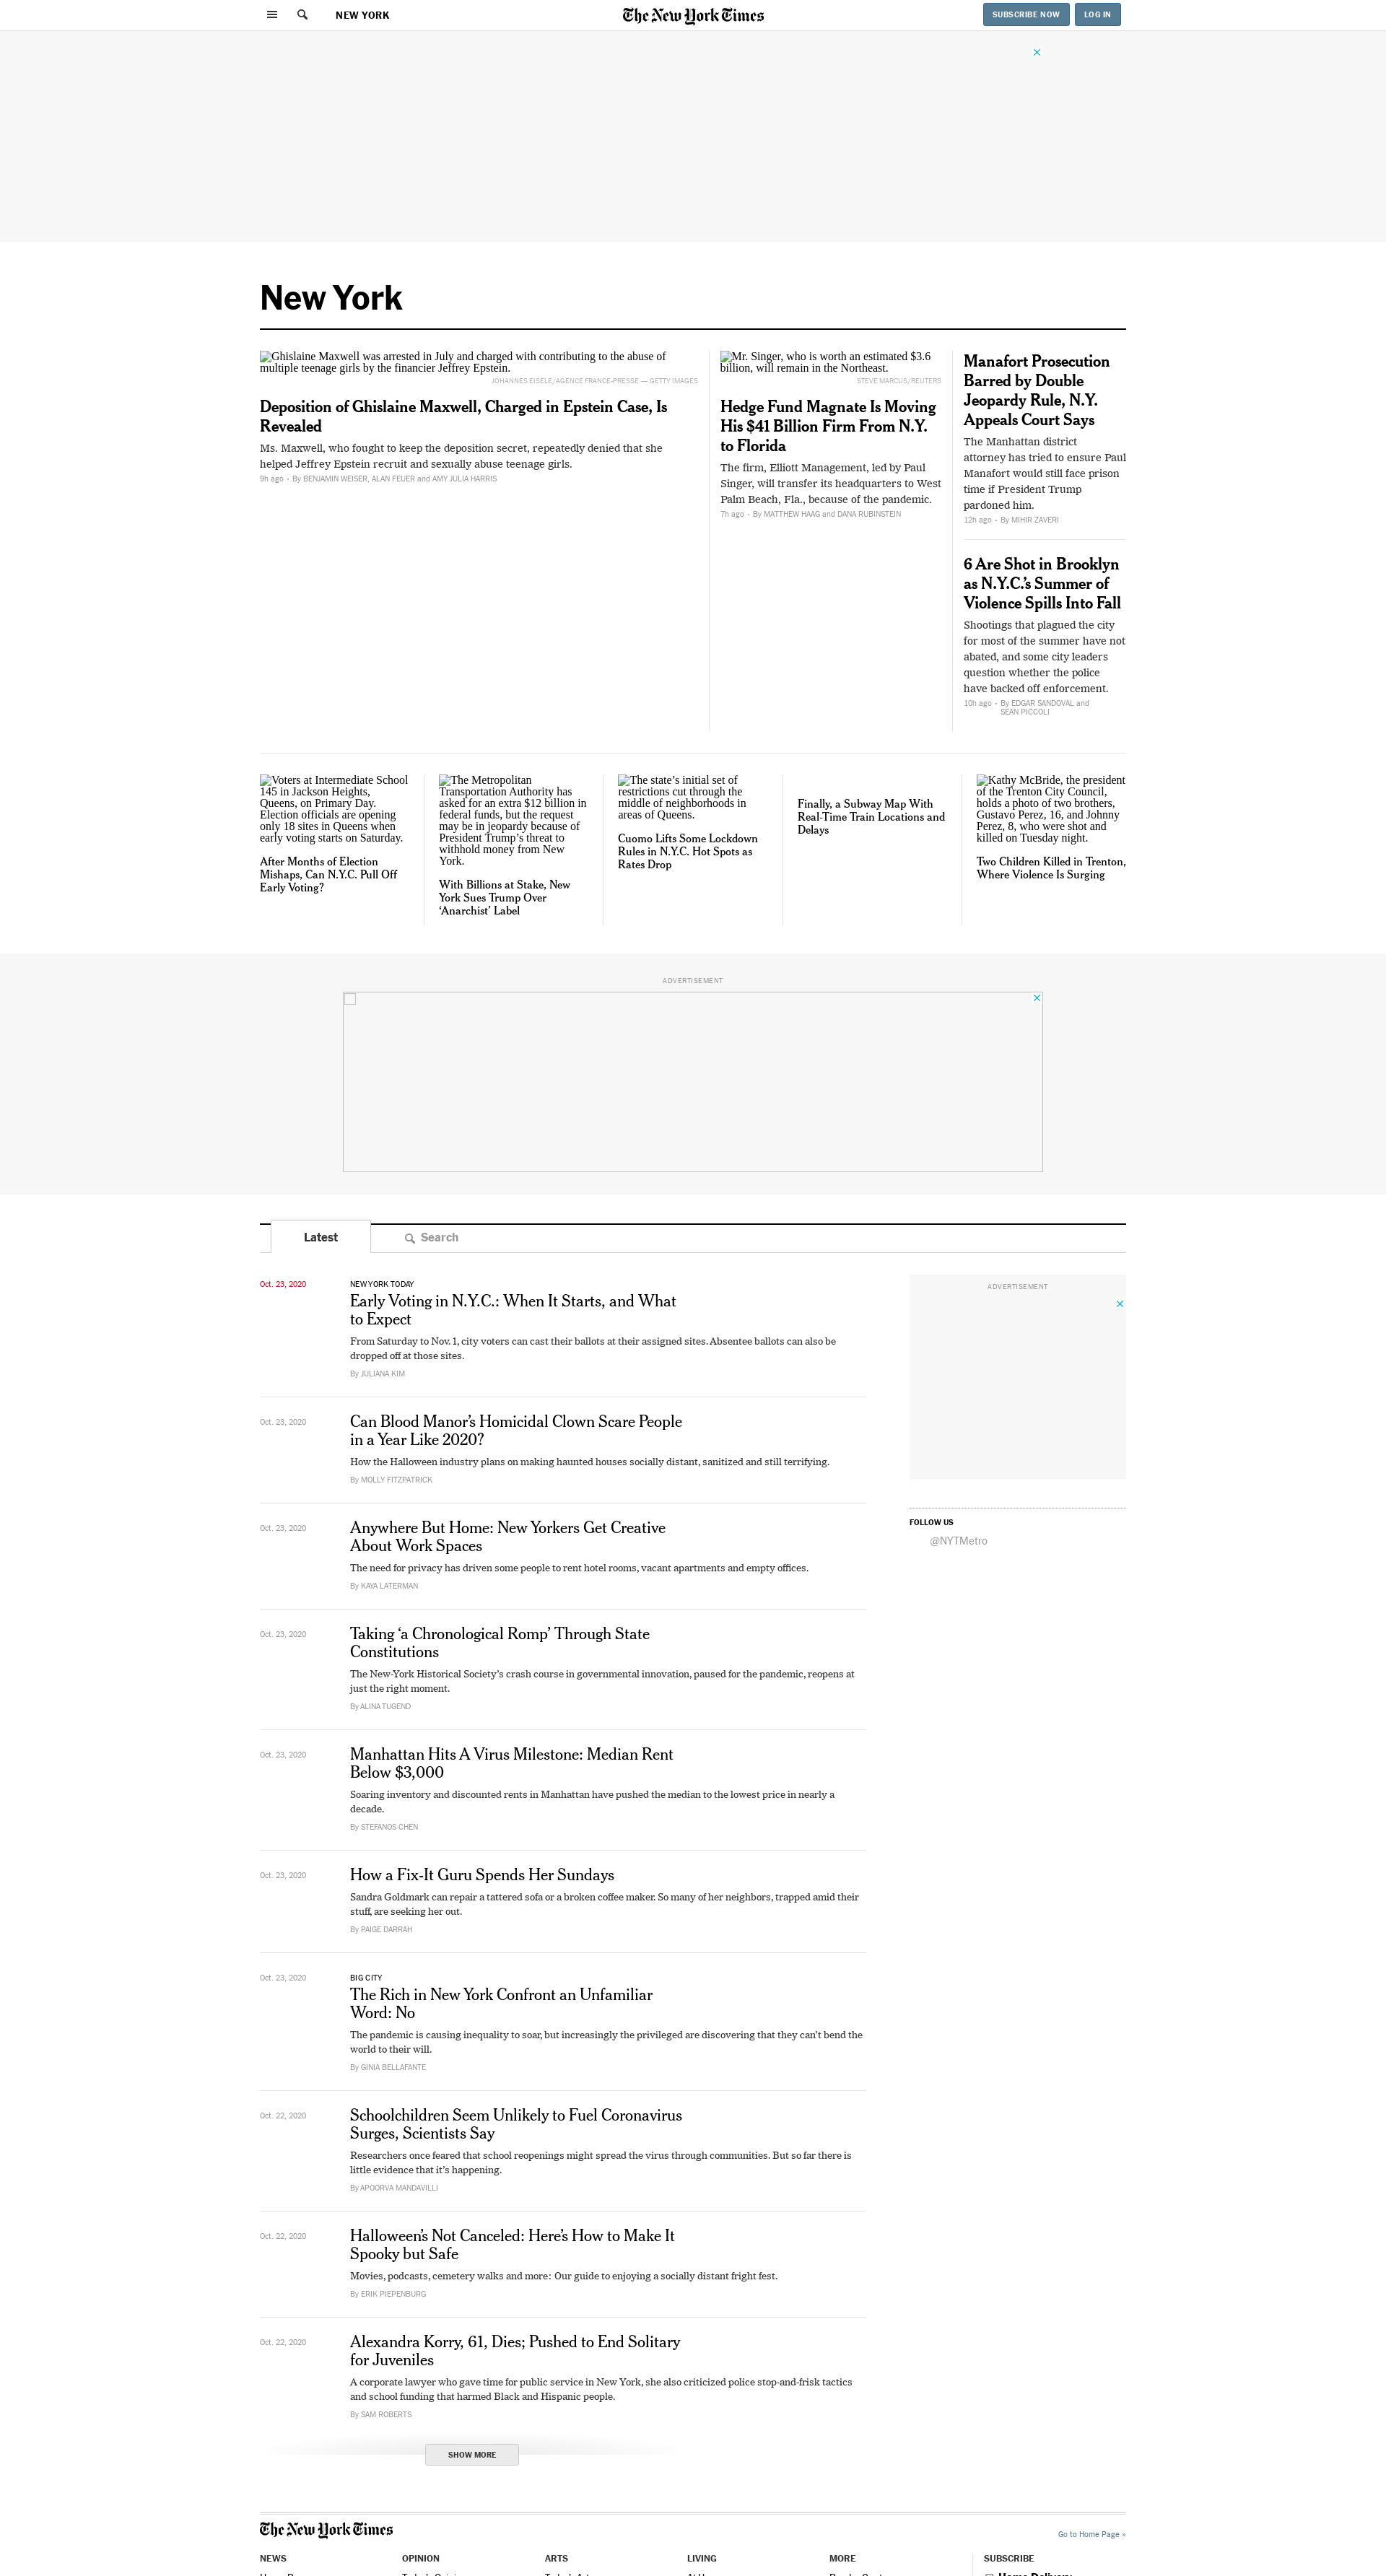 NEW YORK
The New York Times
SUBSCRIBE NOW
LOG IN
New York
Ghislaine Maxwell was arrested in July and charged with contributing to the abuse of
multiple teenage girls by the financier Jeffrey Epstein.
JOHANNES EISELE/AGENCE FRANCE-PRESSE — GETTY IMAGES
Deposition of Ghislaine Maxwell, Charged in Epstein Case, Is
Revealed
Ms. Maxwell, who fought to keep the deposition secret, repeatedly denied that she
helped Jeffrey Epstein recruit and sexually abuse teenage girls.
9h ago • By BENJAMIN WEISER, ALAN FEUER and AMY JULIA HARRIS
Mr. Singer, who is worth an estimated $3.6
billion, will remain in the Northeast.
STEVE MARCUS/REUTERS
Hedge Fund Magnate Is Moving
His $41 Billion Firm From N.Y.
to Florida
The firm, Elliott Management, led by Paul
Singer, will transfer its headquarters to West
Palm Beach, Fla., because of the pandemic.
7h ago • By MATTHEW HAAG and DANA RUBINSTEIN
Manafort Prosecution
Barred by Double
Jeopardy Rule, N.Y.
Appeals Court Says
The Manhattan district
attorney has tried to ensure Paul
Manafort would still face prison
time if President Trump
pardoned him.
12h ago • By MIHIR ZAVERI
6 Are Shot in Brooklyn
as N.Y.C.’s Summer of
Violence Spills Into Fall
Shootings that plagued the city
for most of the summer have not
abated, and some city leaders
question whether the police
have backed off enforcement.
10h ago • By EDGAR SANDOVAL and
SEAN PICCOLI
Voters at Intermediate School
145 in Jackson Heights,
Queens, on Primary Day.
Election officials are opening
only 18 sites in Queens when
early voting starts on Saturday.
After Months of Election
Mishaps, Can N.Y.C. Pull Off
Early Voting?
The Metropolitan
Transportation Authority has
asked for an extra $12 billion in
federal funds, but the request
may be in jeopardy because of
President Trump’s threat to
withhold money from New
York.
With Billions at Stake, New
York Sues Trump Over
‘Anarchist’ Label
The state’s initial set of
restrictions cut through the
middle of neighborhoods in
areas of Queens.
Cuomo Lifts Some Lockdown
Rules in N.Y.C. Hot Spots as
Rates Drop
Finally, a Subway Map With
Real-Time Train Locations and
Delays
Kathy McBride, the president
of the Trenton City Council,
holds a photo of two brothers,
Gustavo Perez, 16, and Johnny
Perez, 8, who were shot and
killed on Tuesday night.
Two Children Killed in Trenton,
Where Violence Is Surging
ADVERTISEMENT
Latest
Search
Oct. 23, 2020
NEW YORK TODAY
Early Voting in N.Y.C.: When It Starts, and What
to Expect
From Saturday to Nov. 1, city voters can cast their ballots at their assigned sites. Absentee ballots can also be
dropped off at those sites.
By JULIANA KIM
Oct. 23, 2020
Can Blood Manor’s Homicidal Clown Scare People
in a Year Like 2020?
How the Halloween industry plans on making haunted houses socially distant, sanitized and still terrifying.
By MOLLY FITZPATRICK
Oct. 23, 2020
Anywhere But Home: New Yorkers Get Creative
About Work Spaces
The need for privacy has driven some people to rent hotel rooms, vacant apartments and empty offices.
By KAYA LATERMAN
Oct. 23, 2020
Taking ‘a Chronological Romp’ Through State
Constitutions
The New-York Historical Society’s crash course in governmental innovation, paused for the pandemic, reopens at
just the right moment.
By ALINA TUGEND
Oct. 23, 2020
Manhattan Hits A Virus Milestone: Median Rent
Below $3,000
Soaring inventory and discounted rents in Manhattan have pushed the median to the lowest price in nearly a
decade.
By STEFANOS CHEN
Oct. 23, 2020
How a Fix-It Guru Spends Her Sundays
Sandra Goldmark can repair a tattered sofa or a broken coffee maker. So many of her neighbors, trapped amid their
stuff, are seeking her out.
By PAIGE DARRAH
Oct. 23, 2020
BIG CITY
The Rich in New York Confront an Unfamiliar
Word: No
The pandemic is causing inequality to soar, but increasingly the privileged are discovering that they can’t bend the
world to their will.
By GINIA BELLAFANTE
Oct. 22, 2020
Schoolchildren Seem Unlikely to Fuel Coronavirus
Surges, Scientists Say
Researchers once feared that school reopenings might spread the virus through communities. But so far there is
little evidence that it’s happening.
By APOORVA MANDAVILLI
Oct. 22, 2020
Halloween’s Not Canceled: Here’s How to Make It
Spooky but Safe
Movies, podcasts, cemetery walks and more: Our guide to enjoying a socially distant fright fest.
By ERIK PIEPENBURG
Oct. 22, 2020
Alexandra Korry, 61, Dies; Pushed to End Solitary
for Juveniles
A corporate lawyer who gave time for public service in New York, she also criticized police stop-and-frisk tactics
and school funding that harmed Black and Hispanic people.
By SAM ROBERTS
SHOW MORE
ADVERTISEMENT
FOLLOW US
@NYTMetro
The New York Times
Go to Home Page »
NEWS
OPINION
ARTS
LIVING
MORE
SUBSCRIBE